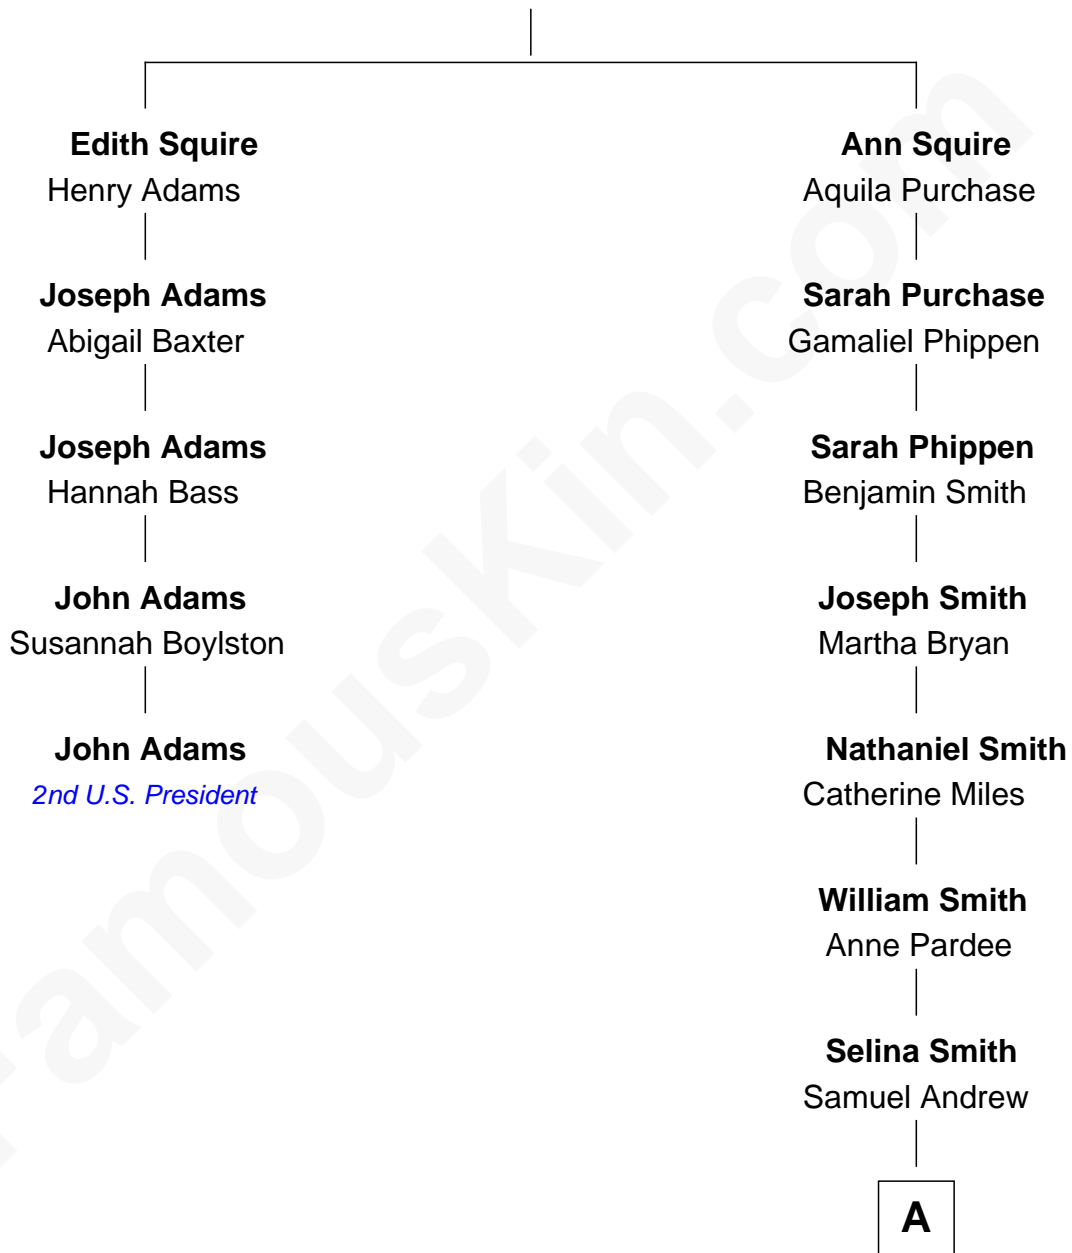 Edith Squire
Henry Adams
Joseph Adams
Abigail Baxter
Joseph Adams
Hannah Bass
John Adams
Susannah Boylston
John Adams
2nd U.S. President
Ann Squire
Aquila Purchase
Sarah Purchase
Gamaliel Phippen
Sarah Phippen
Benjamin Smith
Joseph Smith
Martha Bryan
Nathaniel Smith
Catherine Miles
William Smith
Anne Pardee
Selina Smith
Samuel Andrew
A
FamousKin.com